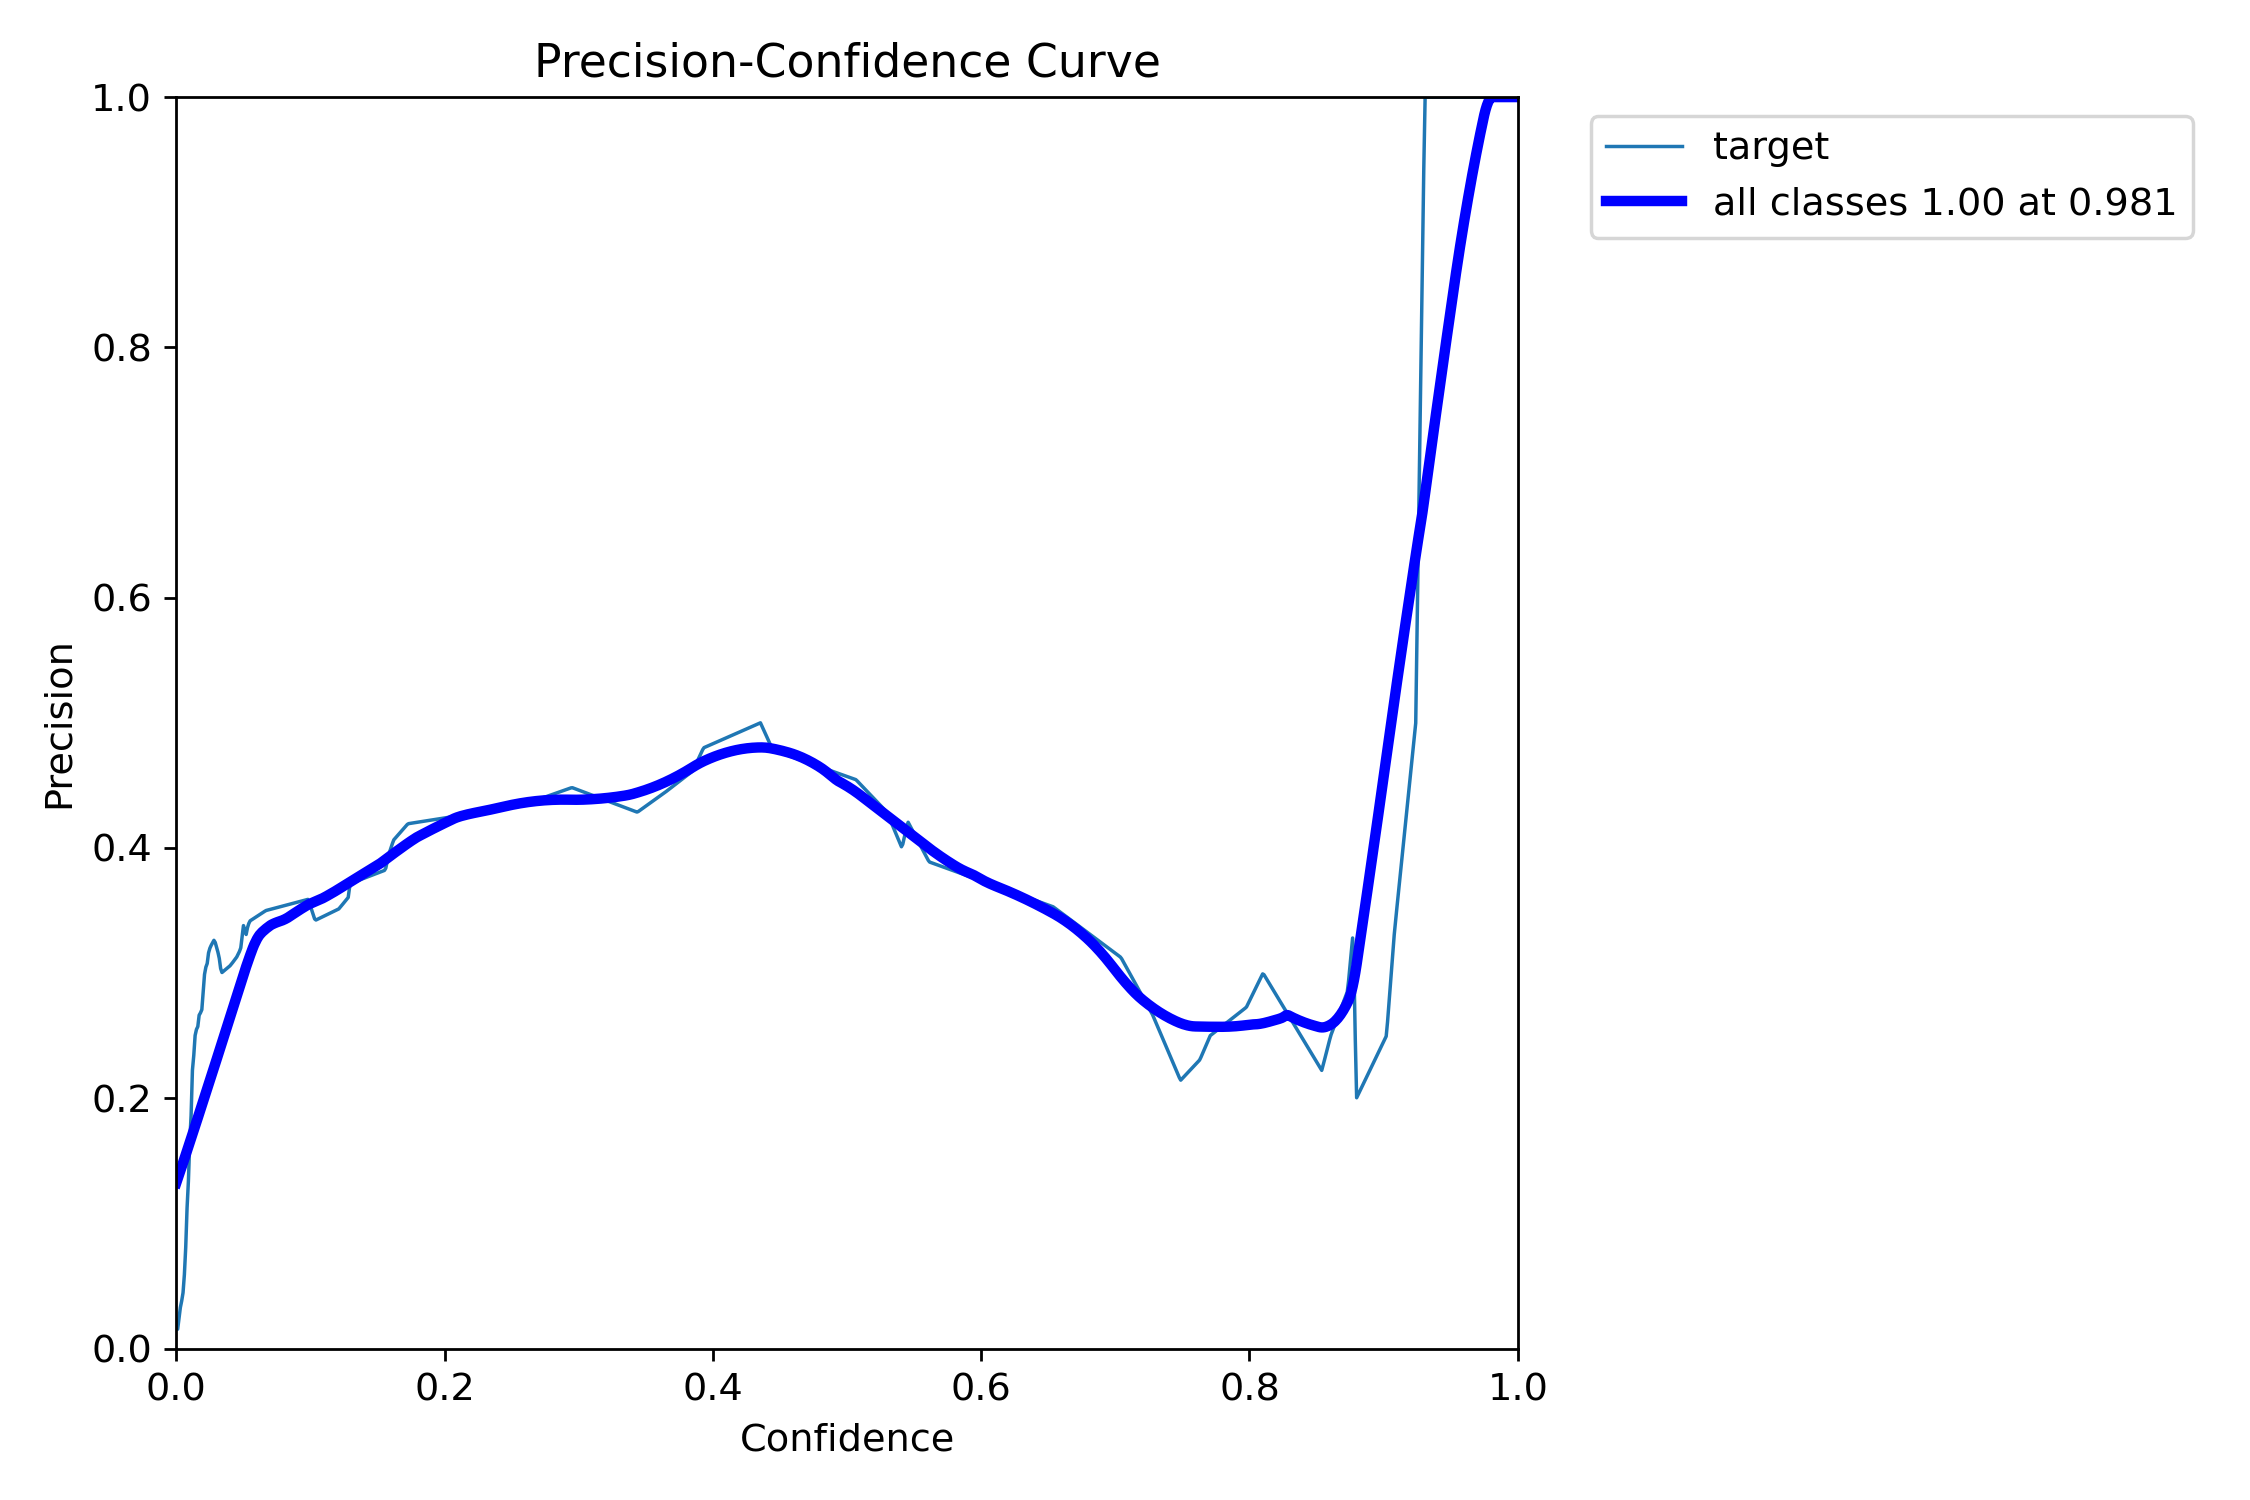 Precision-Confidence Curve
1.0
0.8
0.6
0.4
0.2
0.0
Precision
0.0 0.2 0.4 0.6 0.8 1.0
Confidence
target
all classes 1.00 at 0.981